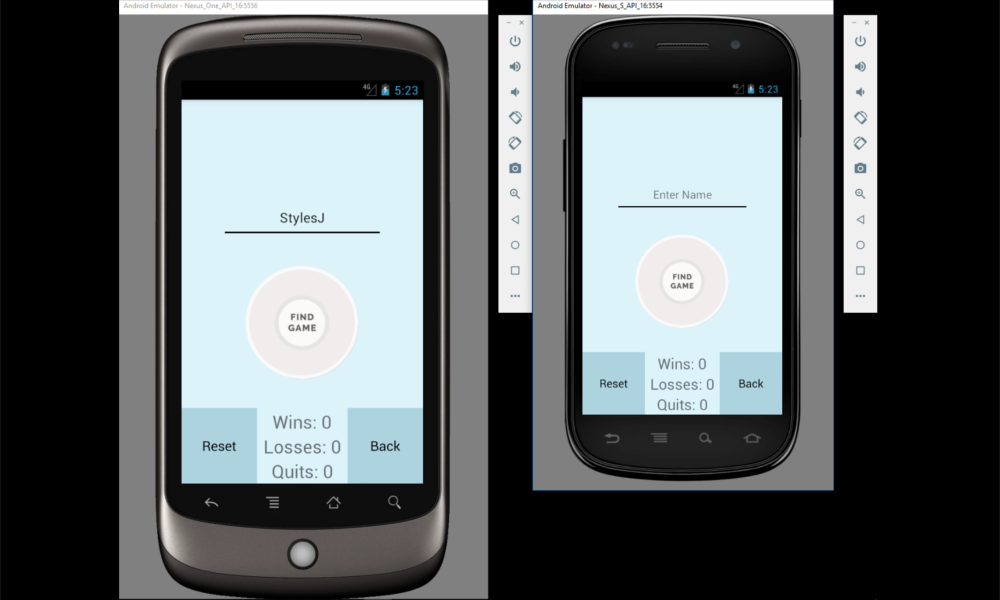 Android Emulator - Nexus_One_API_16:5556
4G
5:23
StylesJ
FIND
GAME
Reset
Wins: 0
Losses: 0
Quits: 0
Back
Android Emulator - Nexus_S_API_16:5554
4G
5:23
Enter Name
FIND
GAME
Reset
Wins: 0
Losses: 0
Quits: 0
Back